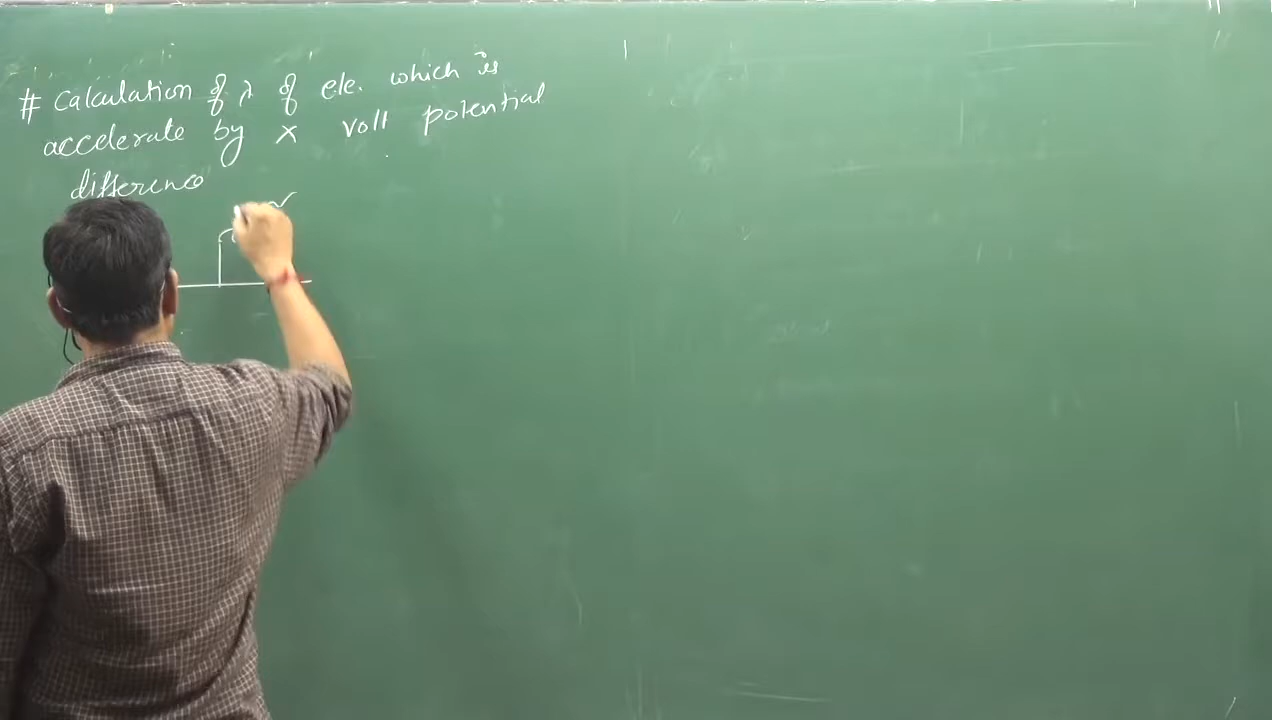 # Calculation of λ of ele. which is
accelerate by x volt potential
difference